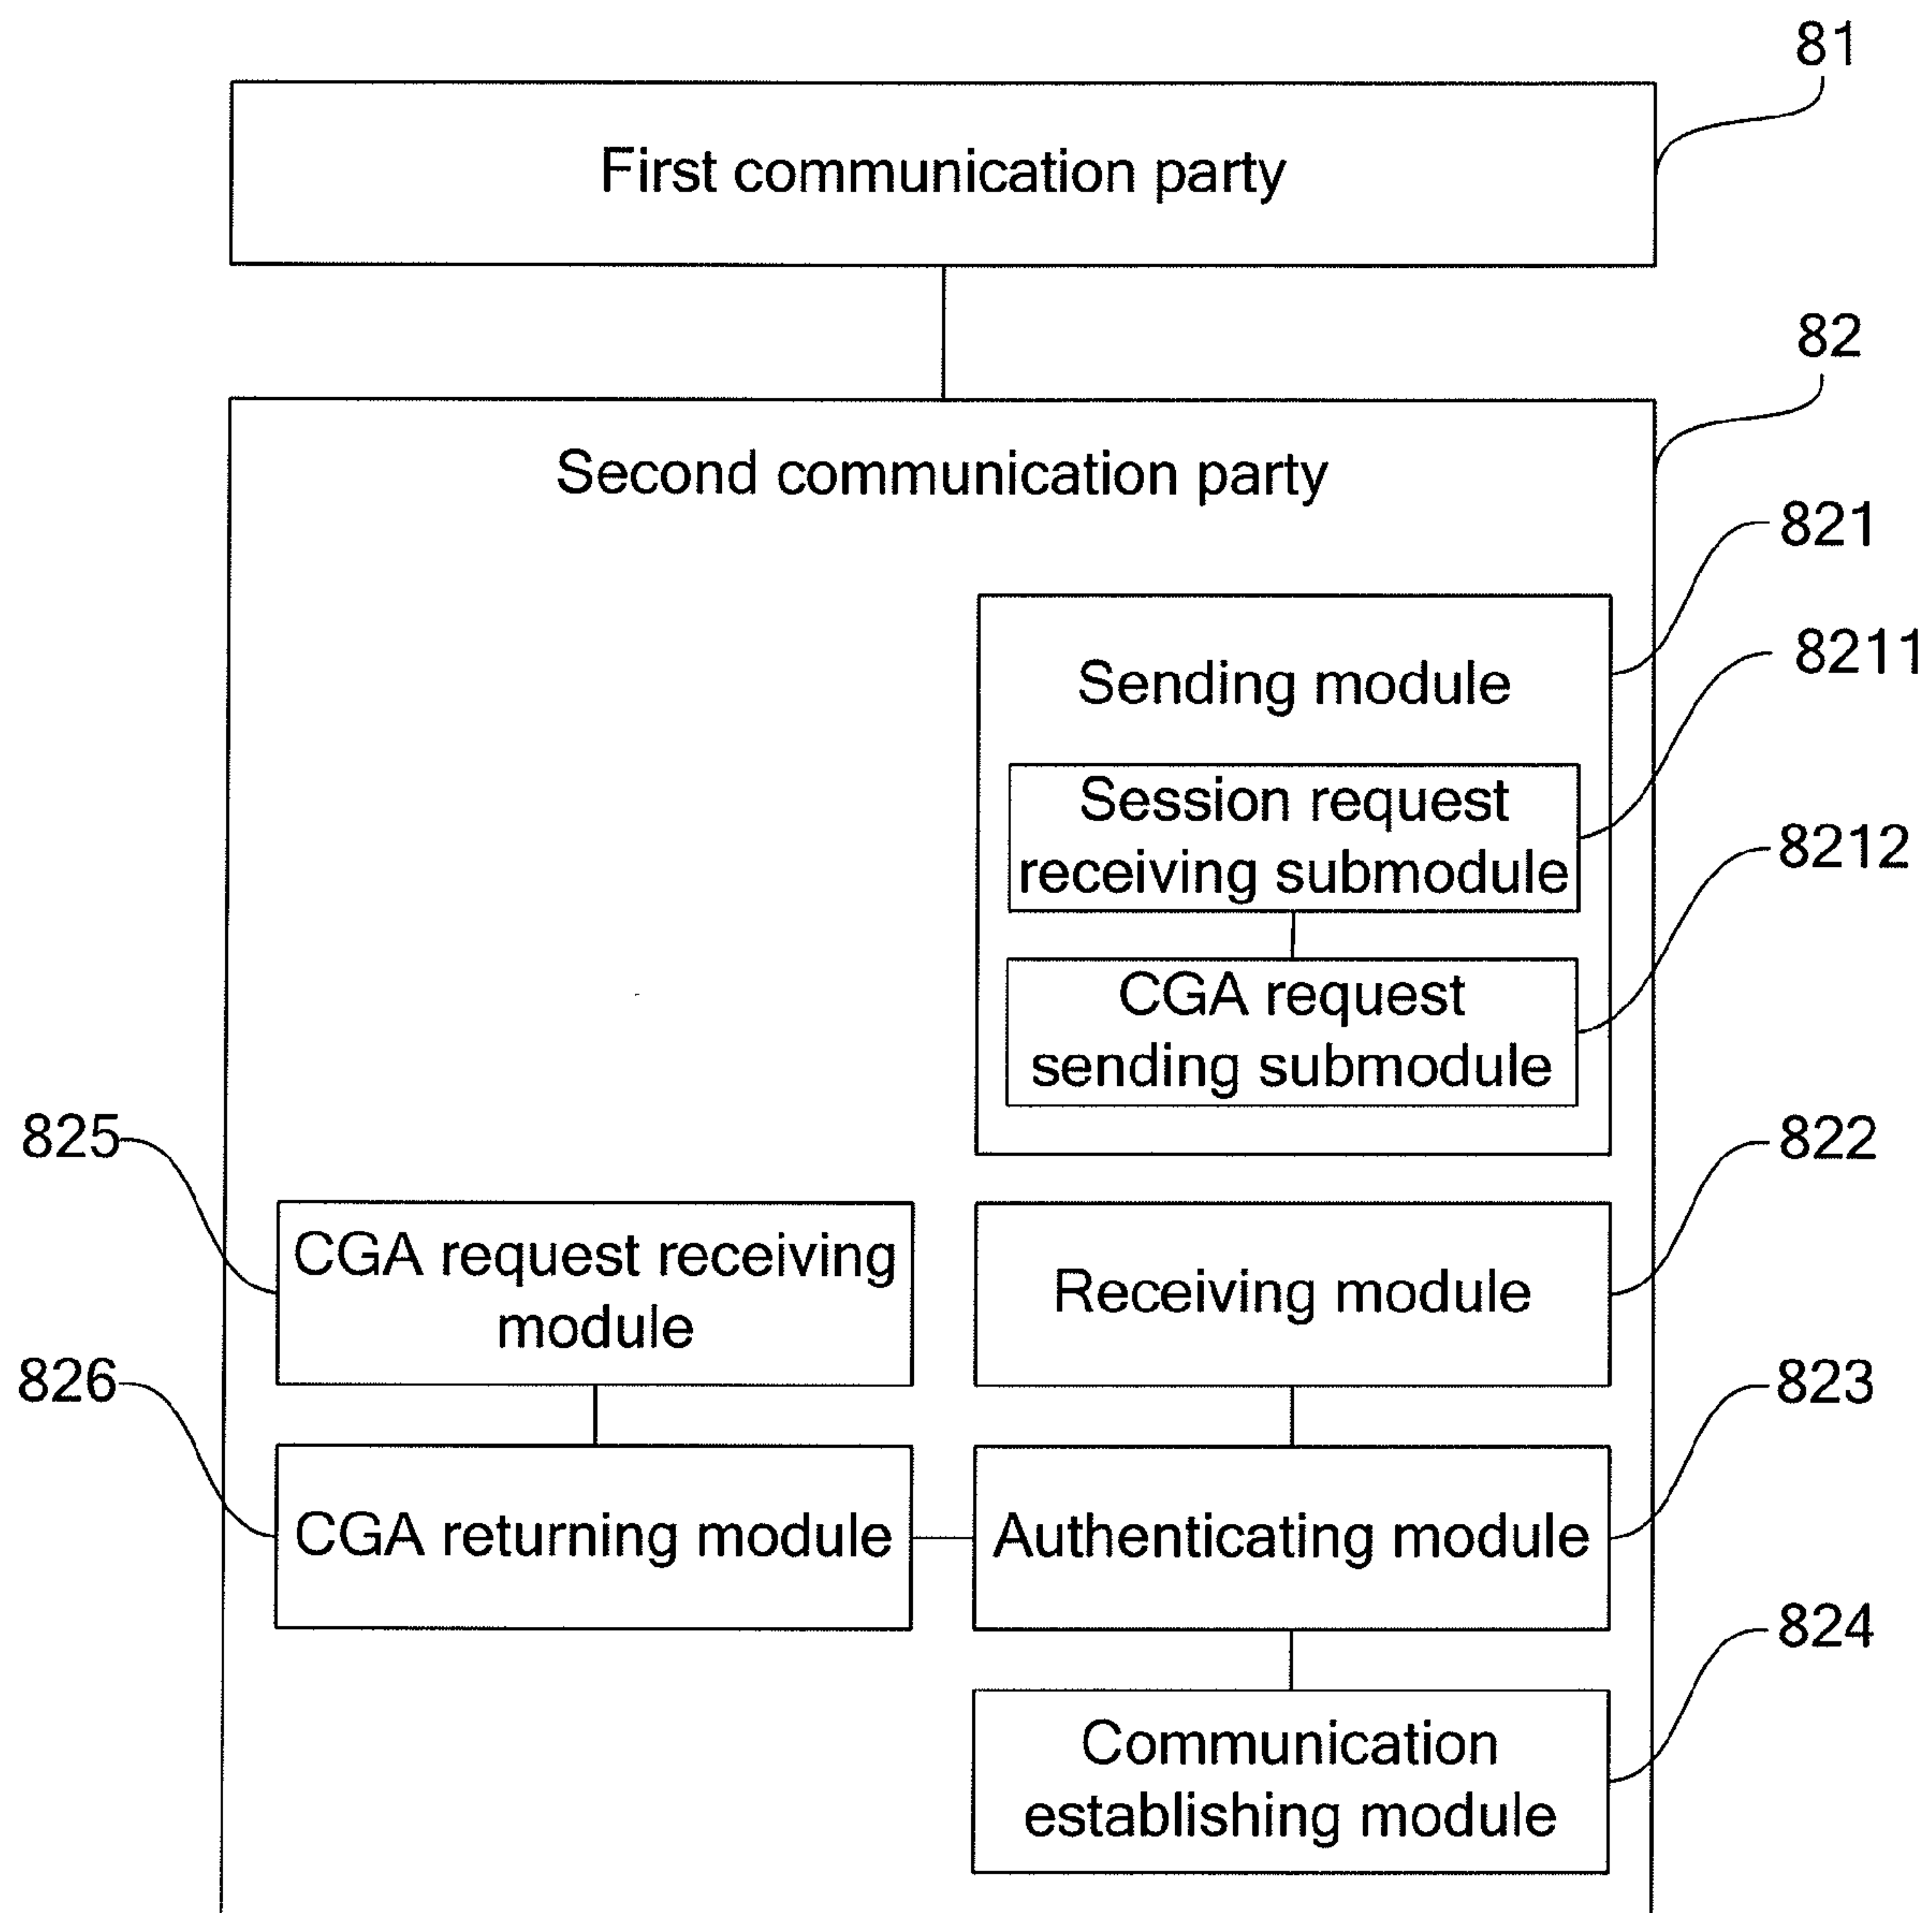 81
First communication party
82
Second communication party
821
Sending module
8211
Session request
receiving submodule
8212
CGA request
sending submodule
825
822
CGA request receiving
module
Receiving module
826
823
CGA returning module
Authenticating module
824
Communication
establishing module